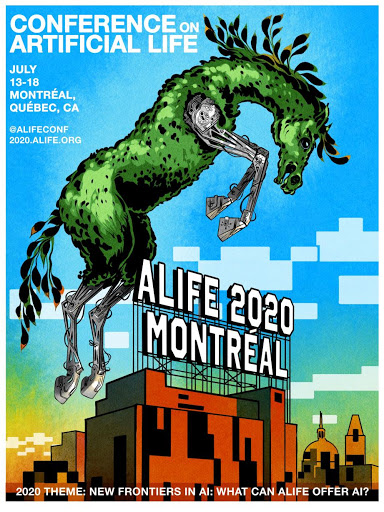 CONFERENCE ON
ARTIFICIAL LIFE
JULY
13-18
MONTRÉAL,
QUÉBEC, CA
@ALIFECONF
2020.ALIFE.ORG
ALIFE 2020
MONTRÉAL
2020 THEME: NEW FRONTIERS IN AI: WHAT CAN ALIFE OFFER AI?